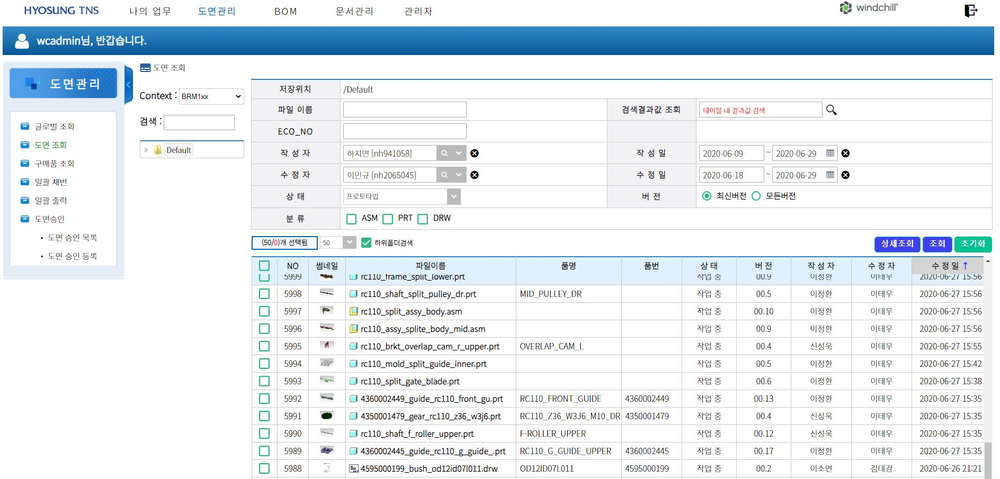 HYOSUNG TNS 나의 업무 도면관리 BOM 문서관리 관리자 windchill
wcadmin님, 반갑습니다.
도면관리
글로벌 조회
도면 조회
구매품 조회
일괄 채번
일괄 출력
도면승인
도면 승인 목록
도면 승인 등록
도면 조회
Context : BRM1xx
검색 :
Default
저장위치 /Default
파일 이름 검색결과값 조회 테이블 내 결과값 검색
ECO_NO
작 성 자 하지연 [nh941058] 작 성 일 2020-06-09 ~ 2020-06-29
수 정 자 이민규 [nh2065045] 수 정 일 2020-06-18 ~ 2020-06-29
상 태 프로토타입 버 전 최신버전 모든버전
분 류 ASM PRT DRW
(50/0)개 선택됨 50 하위폴더검색 상세조회 조회 초기화
NO 썸네일 파일이름 품명 품번 상 태 버 전 작 성 자 수 정 자 수 정 일 ↑
5999 rc110_frame_split_lower.prt 작업 중 00.9 이정환 이태우 2020-06-27 15:56
5998 rc110_shaft_split_pulley_dr.prt MID_PULLEY_DR 작업 중 00.5 이정환 이태우 2020-06-27 15:56
5997 rc110_split_assy_body.asm 작업 중 00.10 이정환 이태우 2020-06-27 15:56
5996 rc110_assy_splite_body_mid.asm 작업 중 00.9 이정환 이태우 2020-06-27 15:56
5995 rc110_brkt_overlap_cam_r_upper.prt OVERLAP_CAM_L 작업 중 00.4 신성욱 이태우 2020-06-27 15:55
5994 rc110_mold_split_guide_inner.prt 작업 중 00.5 이정환 이태우 2020-06-27 15:42
5993 rc110_split_gate_blade.prt 작업 중 00.6 이정환 이태우 2020-06-27 15:38
5992 4360002449_guide_rc110_front_gu.prt RC110_FRONT_GUIDE 4360002449 작업 중 00.13 이정환 이태우 2020-06-27 15:35
5991 4350001479_gear_rc110_z36_w3j6.prt RC110_Z36_W3J6_M10_DR 4350001479 작업 중 00.4 신성욱 이태우 2020-06-27 15:35
5990 rc110_shaft_f_roller_upper.prt F-ROLLER_UPPER 작업 중 00.12 신성욱 이태우 2020-06-27 15:35
5989 4360002445_guide_rc110_g_guide_.prt RC110_G_GUIDE_UPPER 4360002445 작업 중 00.17 이정환 이태우 2020-06-27 15:35
5988 4595000199_bush_od12id07l011.drw OD12ID07L011 4595000199 작업 중 00.2 이소연 김태강 2020-06-26 21:21